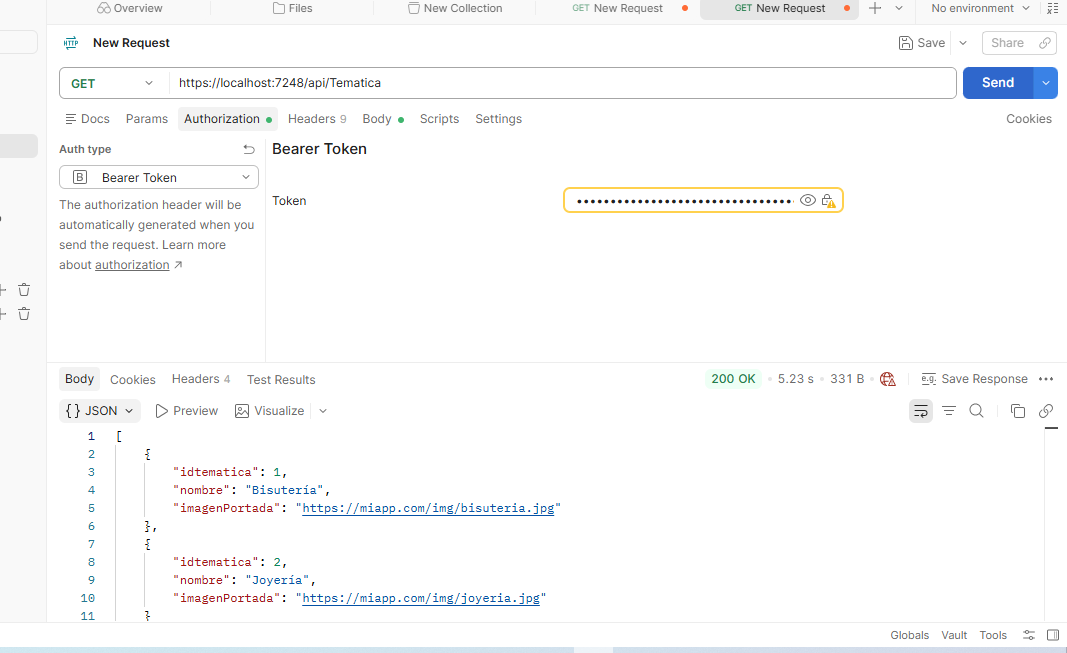 Overview Files New Collection GET New Request GET New Request No environment
HTTP New Request Save Share
GET https://localhost:7248/api/Tematica Send
Docs Params Authorization Headers 9 Body Scripts Settings Cookies
Auth type
B Bearer Token
The authorization header will be
automatically generated when you
send the request. Learn more
about authorization ↗
Bearer Token
Token ••••••••••••••••••••••••••••••••
Body Cookies Headers 4 Test Results 200 OK • 5.23 s • 331 B e.g. Save Response •••
{} JSON Preview Visualize
1 [
2 {
3 "idtematica": 1,
4 "nombre": "Bisutería",
5 "imagenPortada": "https://miapp.com/img/bisuteria.jpg"
6 },
7 {
8 "idtematica": 2,
9 "nombre": "Joyería",
10 "imagenPortada": "https://miapp.com/img/joyeria.jpg"
11 }
Globals Vault Tools